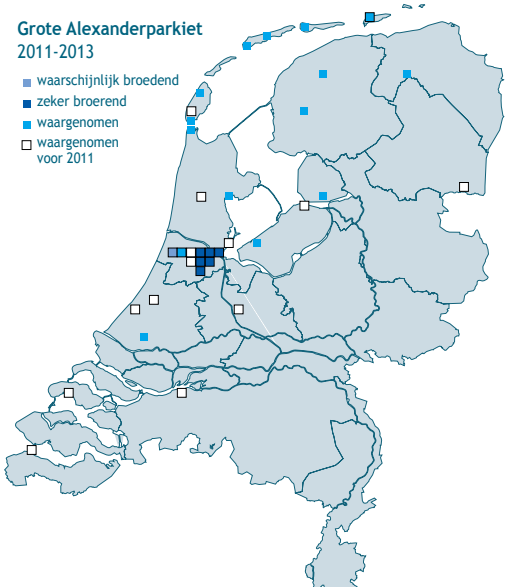 Grote Alexanderparkiet
2011-2013
waarschijnlijk broedend
zeker broerend
waargenomen
waargenomen
voor 2011